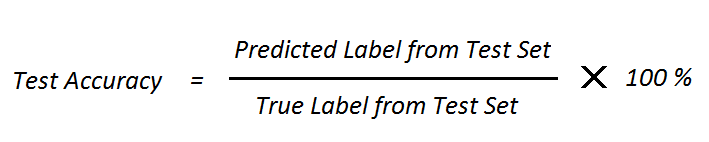 Predicted Label from Test Set
Test Accuracy = × 100 %
True Label from Test Set